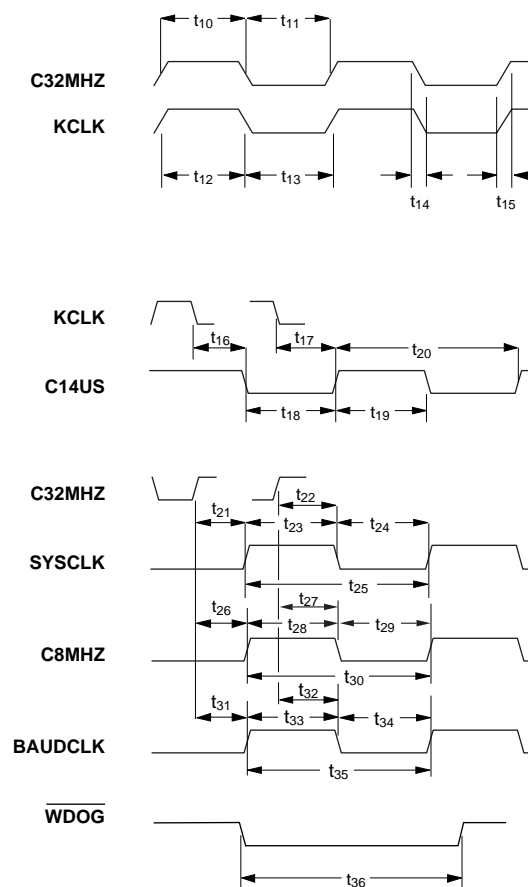 t10 t11
C32MHZ
KCLK
t12 t13
t14 t15
KCLK
t16 t17 t20
C14US
t18 t19
C32MHZ
t21 t22
t23 t24
SYSCLK
t25
t26 t27
t28 t29
C8MHZ
t30
t31 t32
t33 t34
BAUDCLK
t35
WDOG
t36